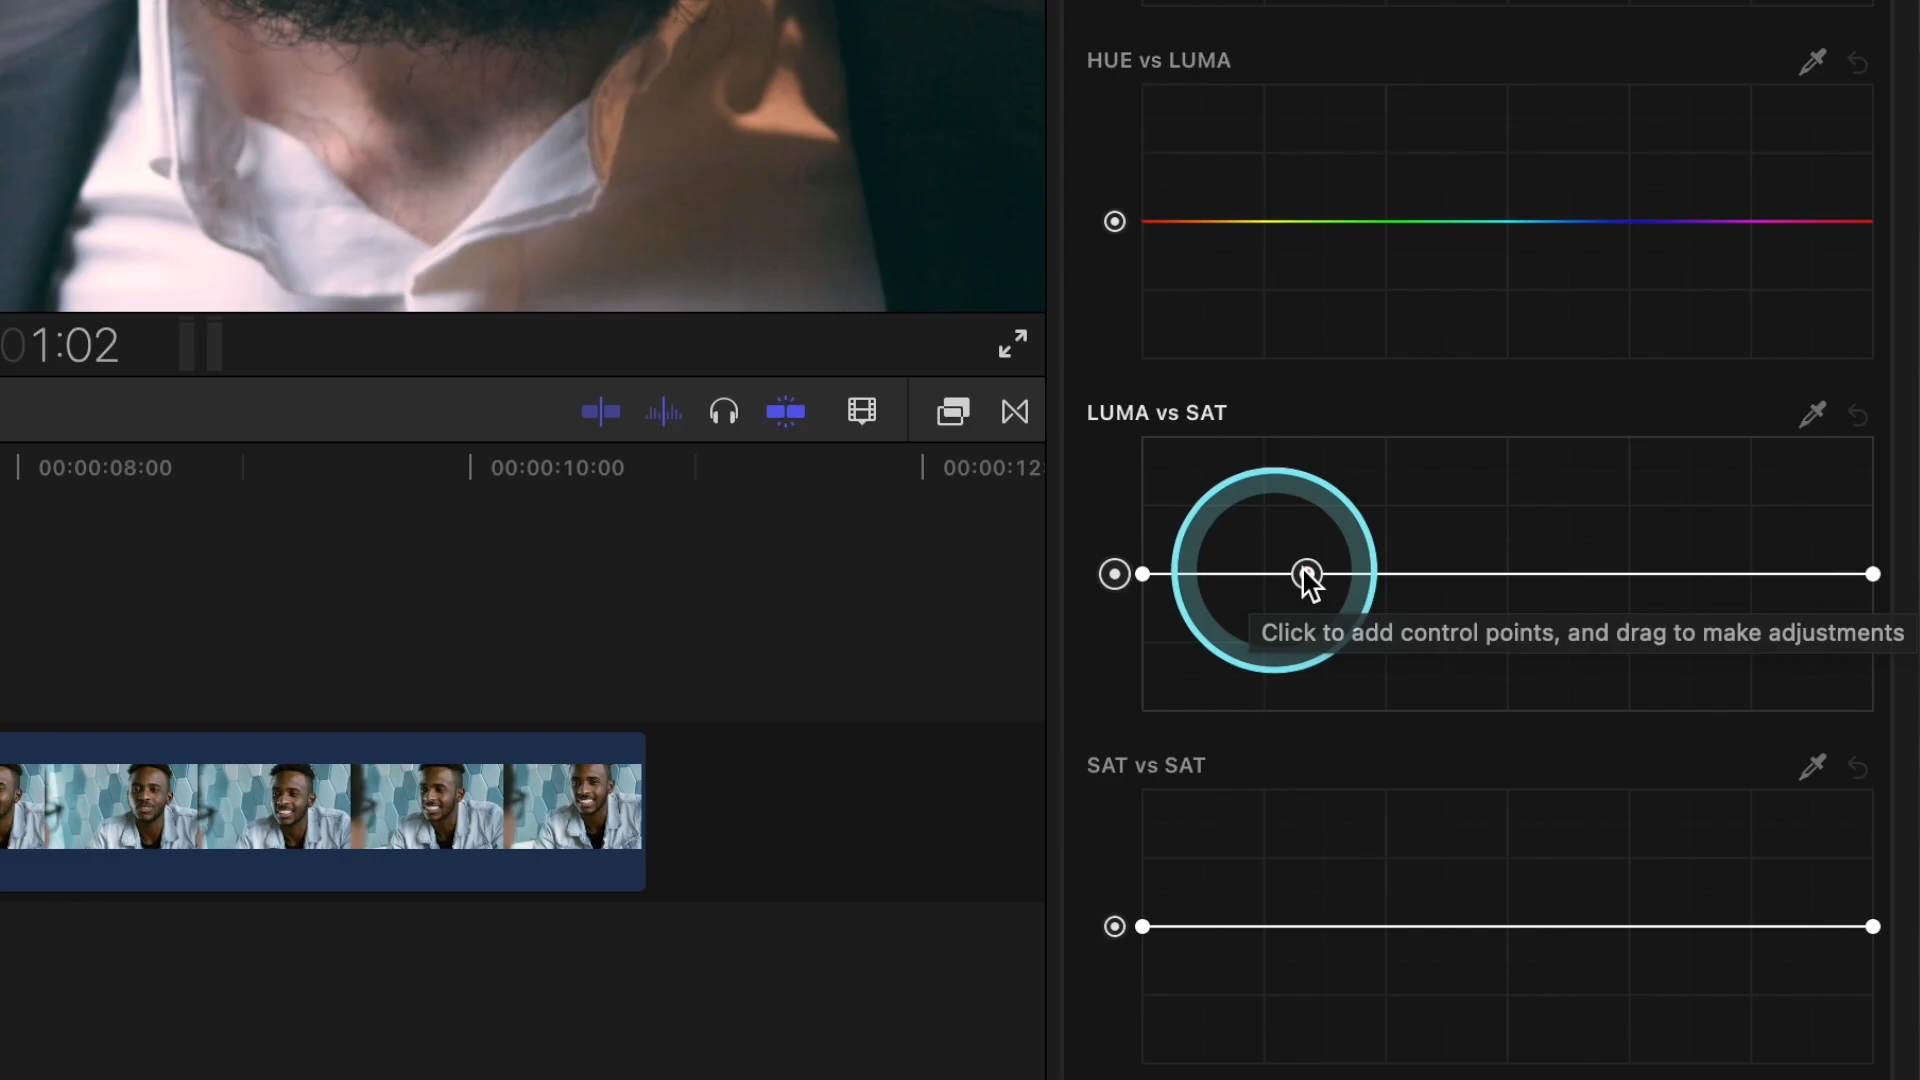 HUE vs LUMA
01:02
LUMA vs SAT
00:00:08:00
00:00:10:00
00:00:12:
Click to add control points, and drag to make adjustments
SAT vs SAT